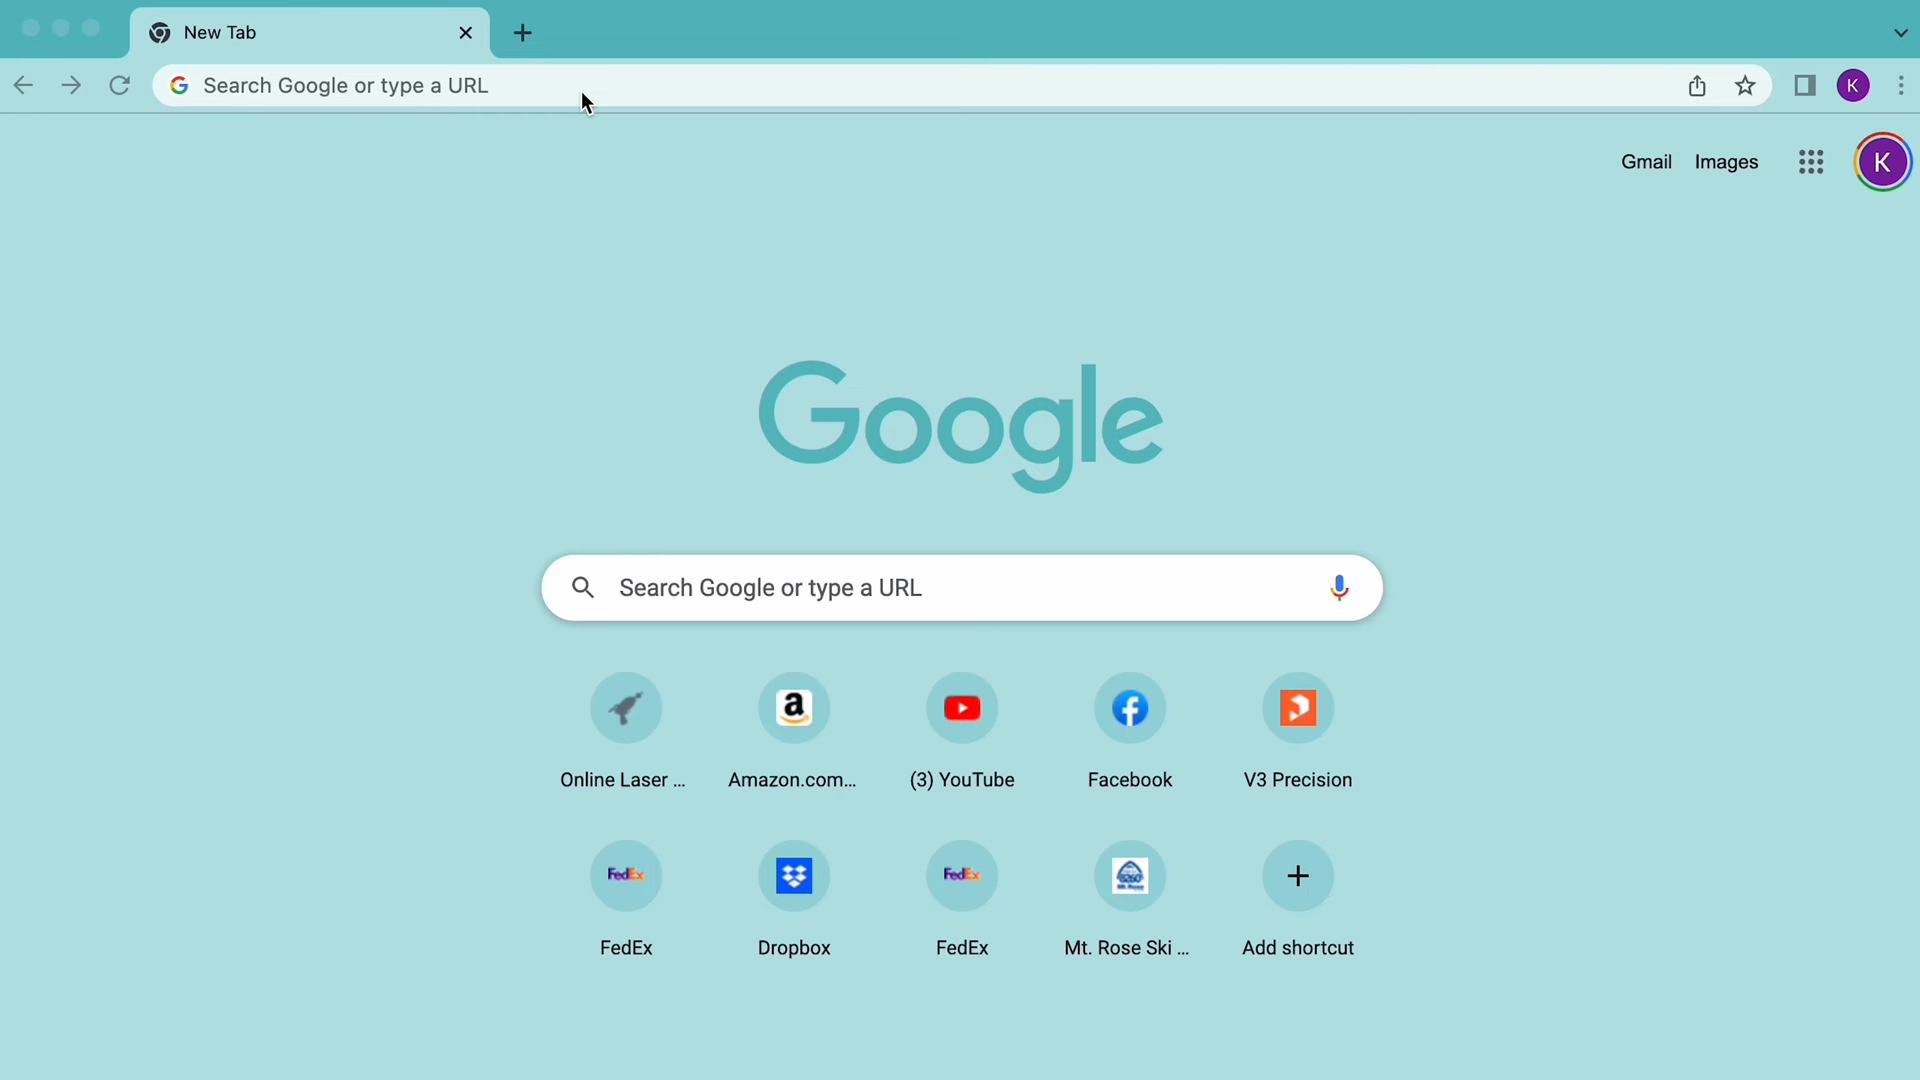 New Tab
Search Google or type a URL
K
Gmail Images
K
Google
Search Google or type a URL
Online Laser ... Amazon.com... (3) YouTube Facebook V3 Precision
FedEx FedEx
FedEx Dropbox FedEx Mt. Rose Ski ... Add shortcut